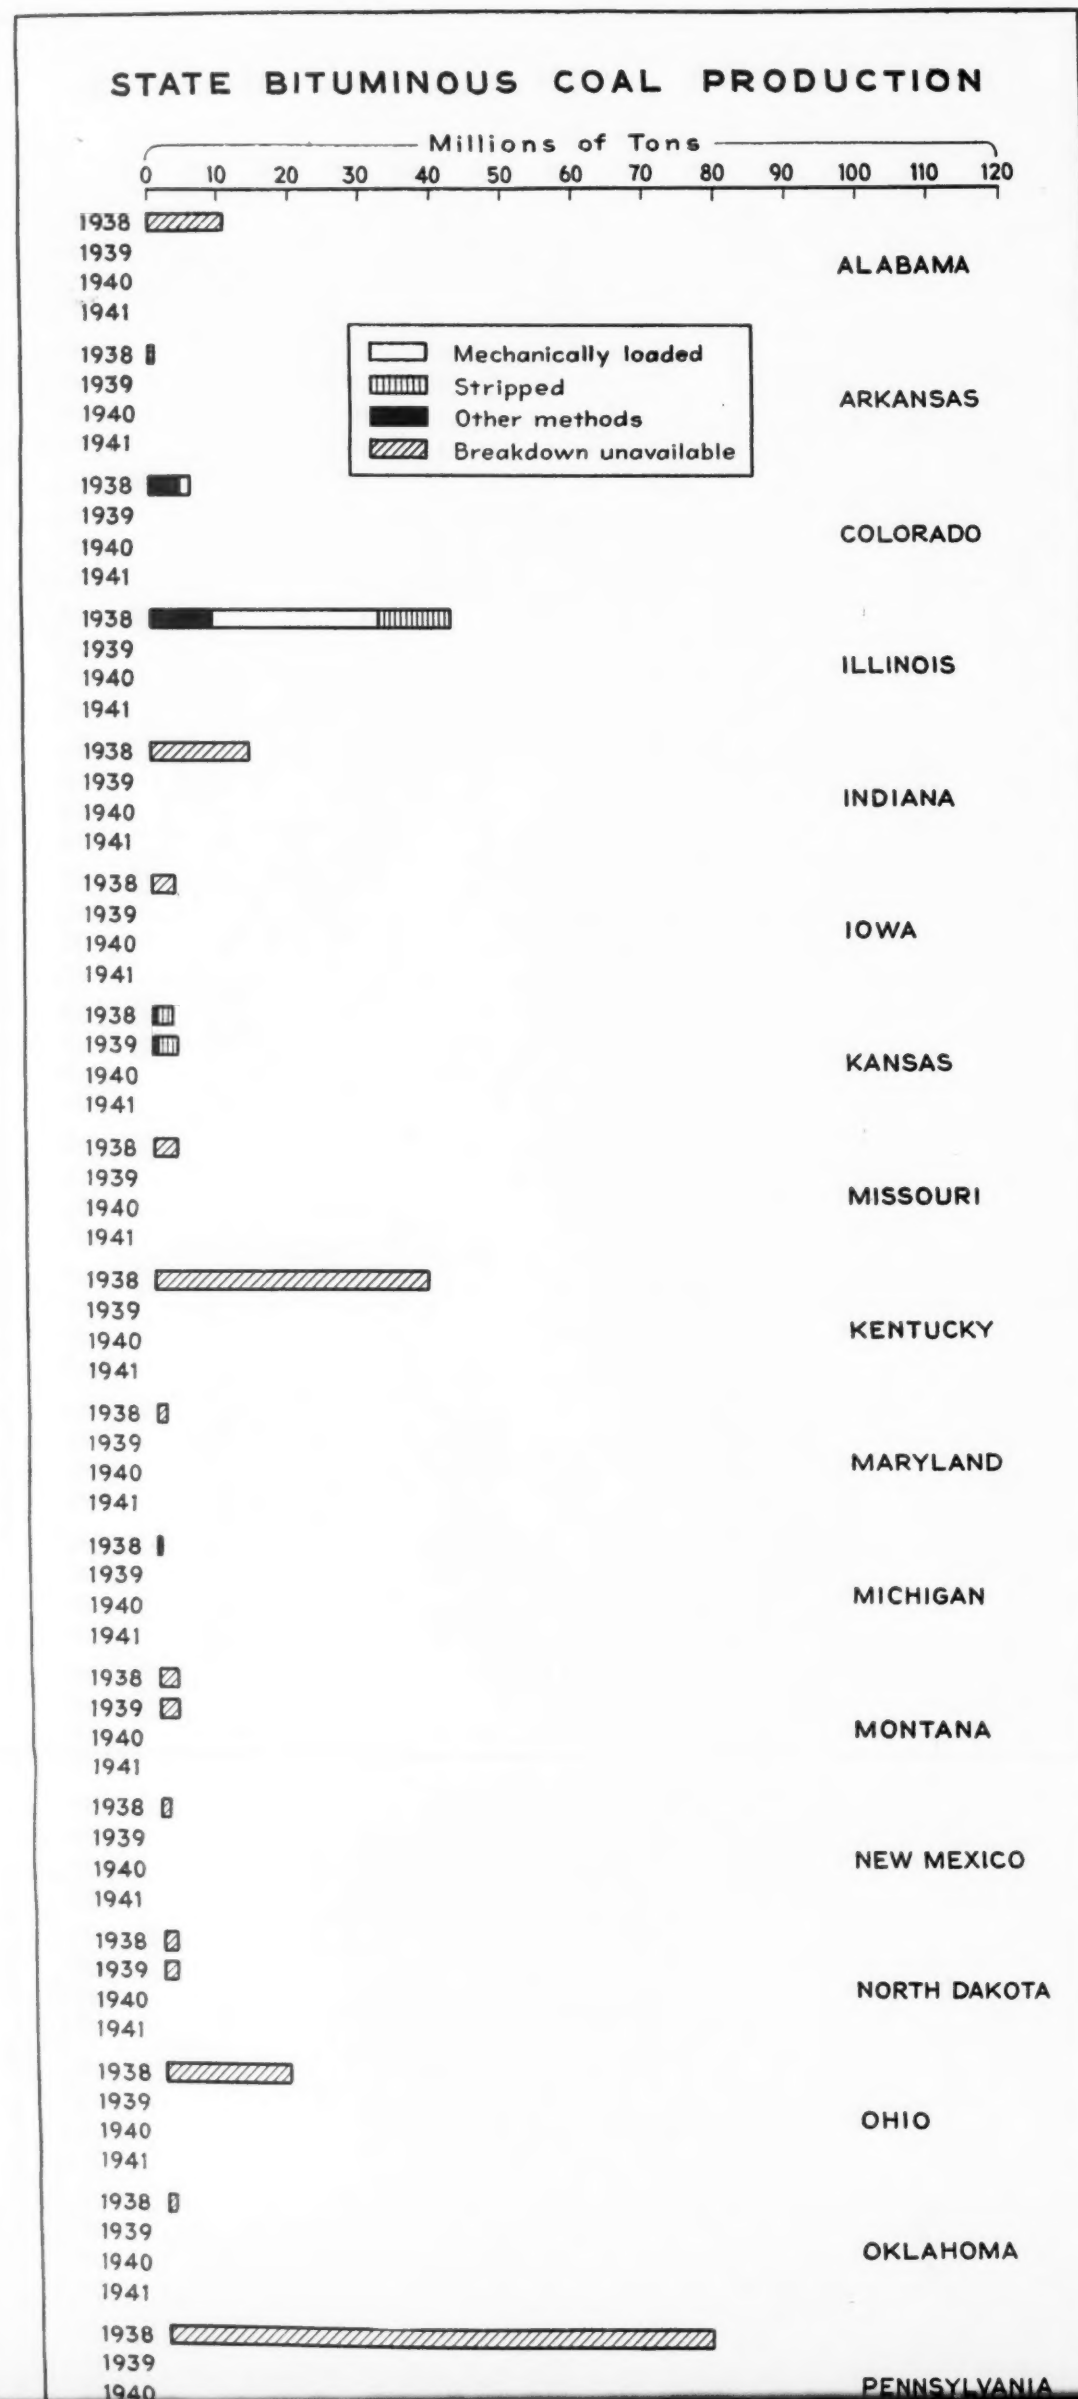 STATE BITUMINOUS COAL PRODUCTION
Millions of Tons
0 10 20 30 40 50 60 70 80 90 100 110 120
1938
1939
ALABAMA
1940
1941
Mechanically loaded
Stripped
Other methods
Breakdown unavailable
1938
1939
ARKANSAS
1940
1941
1938
1939
COLORADO
1940
1941
1938
1939
ILLINOIS
1940
1941
1938
1939
INDIANA
1940
1941
1938
1939
IOWA
1940
1941
1938
1939
KANSAS
1940
1941
1938
1939
MISSOURI
1940
1941
1938
1939
KENTUCKY
1940
1941
1938
1939
MARYLAND
1940
1941
1938
1939
MICHIGAN
1940
1941
1938
1939
MONTANA
1940
1941
1938
1939
NEW MEXICO
1940
1941
1938
1939
NORTH DAKOTA
1940
1941
1938
1939
OHIO
1940
1941
1938
1939
OKLAHOMA
1940
1941
1938
1939
PENNSYLVANIA
1940